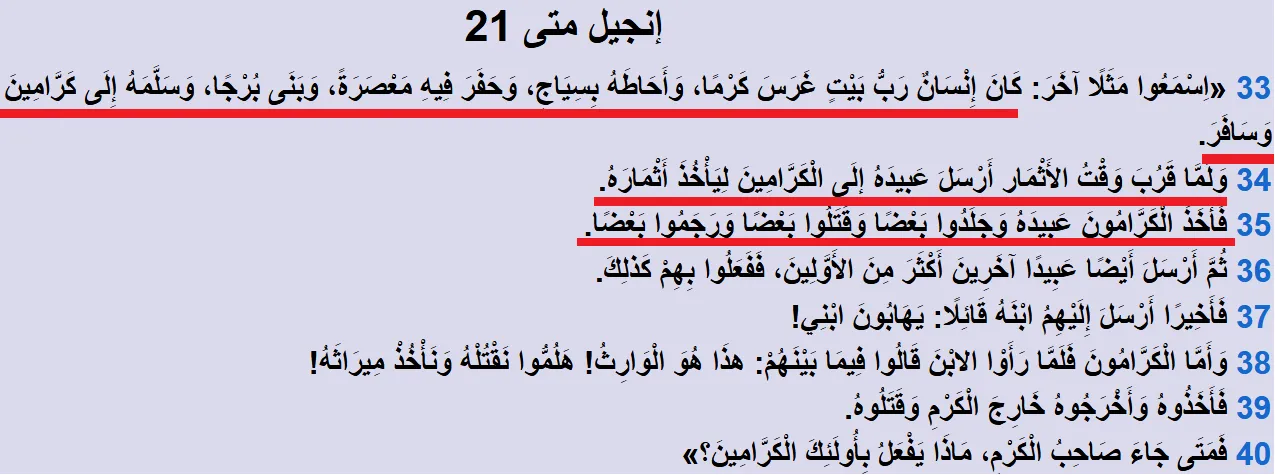 إنجيل متى 21
33 «اِسْمَعُوا مَثَلًا آخَرَ: كَانَ إِنْسَانٌ رَبُّ بَيْتٍ غَرَسَ كَرْمًا، وَأَحَاطَهُ بِسِيَاجٍ، وَحَفَرَ فِيهِ مَعْصَرَةً، وَبَنَى بُرْجًا، وَسَلَّمَهُ إِلَى كَرَّامِينَ
وَسَافَرَ.
34 وَلَمَّا قَرُبَ وَقْتُ الأَثْمَارِ أَرْسَلَ عَبِيدَهُ إِلَى الْكَرَّامِينَ لِيَأْخُذَ أَثْمَارَهُ.
35 فَأَخَذَ الْكَرَّامُونَ عَبِيدَهُ وَجَلَدُوا بَعْضًا وَقَتَلُوا بَعْضًا وَرَجَمُوا بَعْضًا.
36 ثُمَّ أَرْسَلَ أَيْضًا عَبِيدًا آخَرِينَ أَكْثَرَ مِنَ الأَوَّلِينَ، فَفَعَلُوا بِهِمْ كَذلِكَ.
37 فَأَخِيرًا أَرْسَلَ إِلَيْهِمُ ابْنَهُ قَائِلًا: يَهَابُونَ ابْنِي!
38 وَأَمَّا الْكَرَّامُونَ فَلَمَّا رَأَوْا الابْنَ قَالُوا فِيمَا بَيْنَهُمْ: هذَا هُوَ الْوَارِثُ! هَلُمُّوا نَقْتُلْهُ وَنَأْخُذْ مِيرَاثَهُ!
39 فَأَخَذُوهُ وَأَخْرَجُوهُ خَارِجَ الْكَرْمِ وَقَتَلُوهُ.
40 فَمَتَى جَاءَ صَاحِبُ الْكَرْمِ، مَاذَا يَفْعَلُ بِأُولَئِكَ الْكَرَّامِينَ؟»